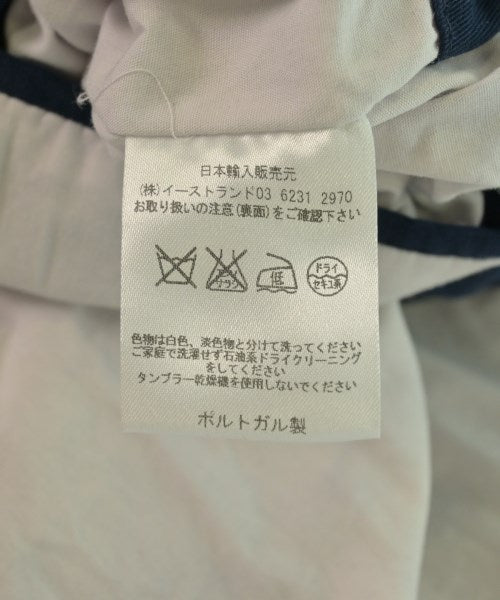 日本輸入販売元
(株)イーストランド03 6231 2970
お取り扱いの注意(裏面)をご確認下さい
エンソサラシ
低
ドライ
セキユ系
色物は白色、淡色物と分けて洗ってください
ご家庭で洗濯せず石油系ドライクリーニング
をしてください
タンブラー乾燥機を使用しないでください
ポルトガル製